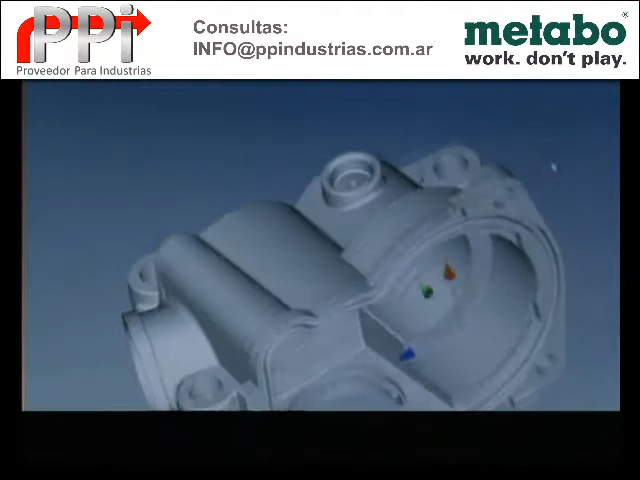 PPi
Proveedor Para Industrias
Consultas:
INFO@ppindustrias.com.ar
metabo®
work. don't play.